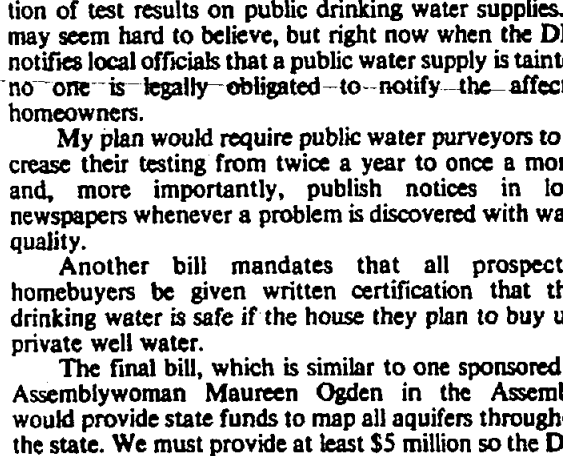 tion of test results on public drinking water supplies.
may seem hard to believe, but right now when the D
notifies local officials that a public water supply is taint
no one is legally obligated to notify the affec
homeowners.
My plan would require public water purveyors to
crease their testing from twice a year to once a mo
and, more importantly, publish notices in lo
newspapers whenever a problem is discovered with wa
quality.
Another bill mandates that all prospect
homebuyers be given written certification that th
drinking water is safe if the house they plan to buy u
private well water.
The final bill, which is similar to one sponsored
Assemblywoman Maureen Ogden in the Assem
would provide state funds to map all aquifers through
the state. We must provide at least $5 million so the D